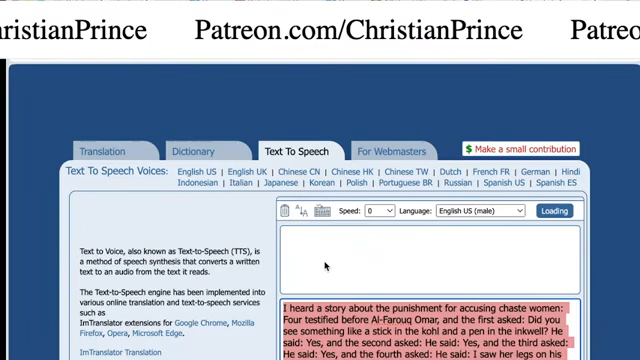 ristianPrince Patreon.com/ChristianPrince Patreo
Translation Dictionary Text To Speech For Webmasters $ Make a small contribution
Text To Speech Voices: English US | English UK | Chinese CN | Chinese HK | Chinese TW | Dutch | French FR | German | Hindi
Indonesian | Italian | Japanese | Korean | Polish | Portuguese BR | Russian | Spanish US | Spanish ES
Speed: 0 Language: English US (male) Loading
Text to Voice, also known as Text-to-Speech (TTS), is
a method of speech synthesis that converts a written
text to an audio from the text it reads.
The Text-to-Speech engine has been implemented into
various online translation and text-to-speech services
such as
ImTranslator extensions for Google Chrome, Mozilla
Firefox, Opera, Microsoft Edge.
ImTranslator Translation
I heard a story about the punishment for accusing chaste women:
Four testified before Al-Farouq Omar, and the first asked: Did you
see something like a stick in the kohl and a pen in the inkwell? He
said: Yes, and the second asked: He said: Yes, and the third asked:
He said: Yes, and the fourth asked: He said: I saw her legs on his